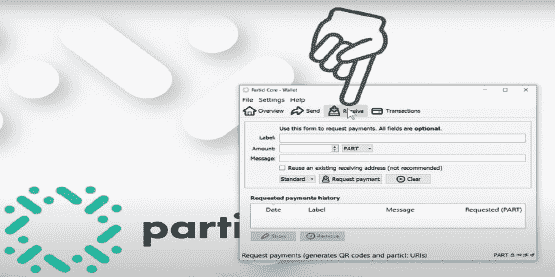 Particl Core - Wallet
File Settings Help
Overview Send Receive Transactions
Use this form to request payments. All fields are optional.
Label:
Amount: PART
Message:
Reuse an existing receiving address (not recommended)
Standard Request payment Clear
Requested payments history
Date Label Message Requested (PART)
Show Remove
Request payments (generates QR codes and particl: URIs) PART
parti